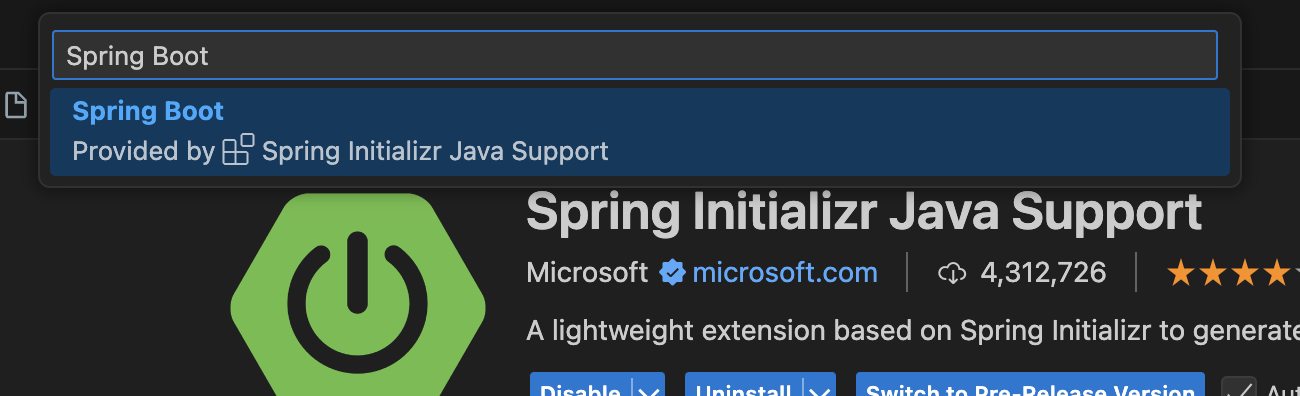 Spring Boot
Spring Boot
Provided by Spring Initializr Java Support
Spring Initializr Java Support
Microsoft microsoft.com 4,312,726
A lightweight extension based on Spring Initializr to generate
Disable Uninstall Switch to Pre-Release Version